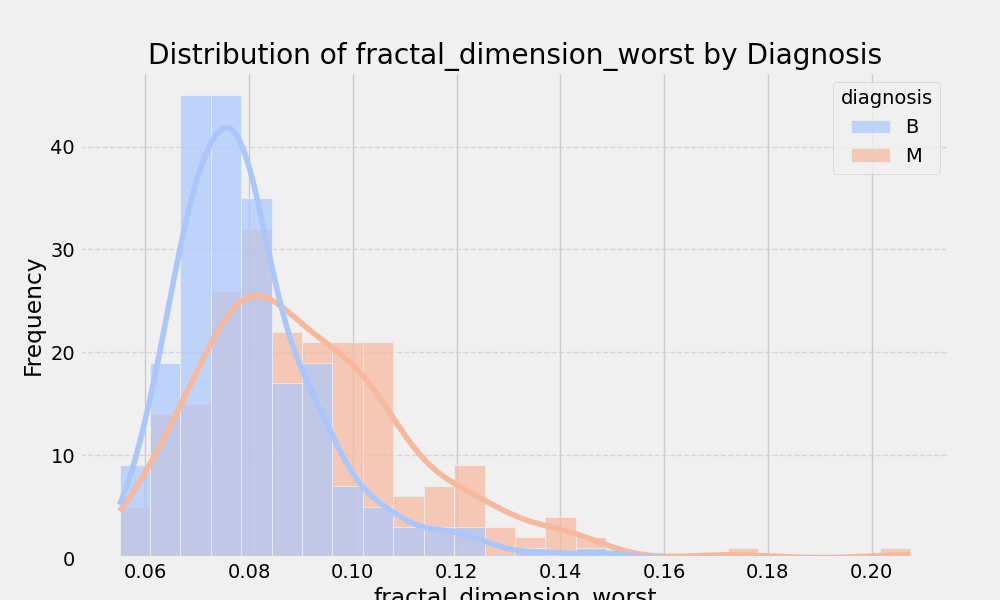 Distribution of fractal_dimension_worst by Diagnosis
diagnosis
B
M
Frequency
40
30
20
10
0
0.06 0.08 0.10 0.12 0.14 0.16 0.18 0.20
fractal_dimension_worst